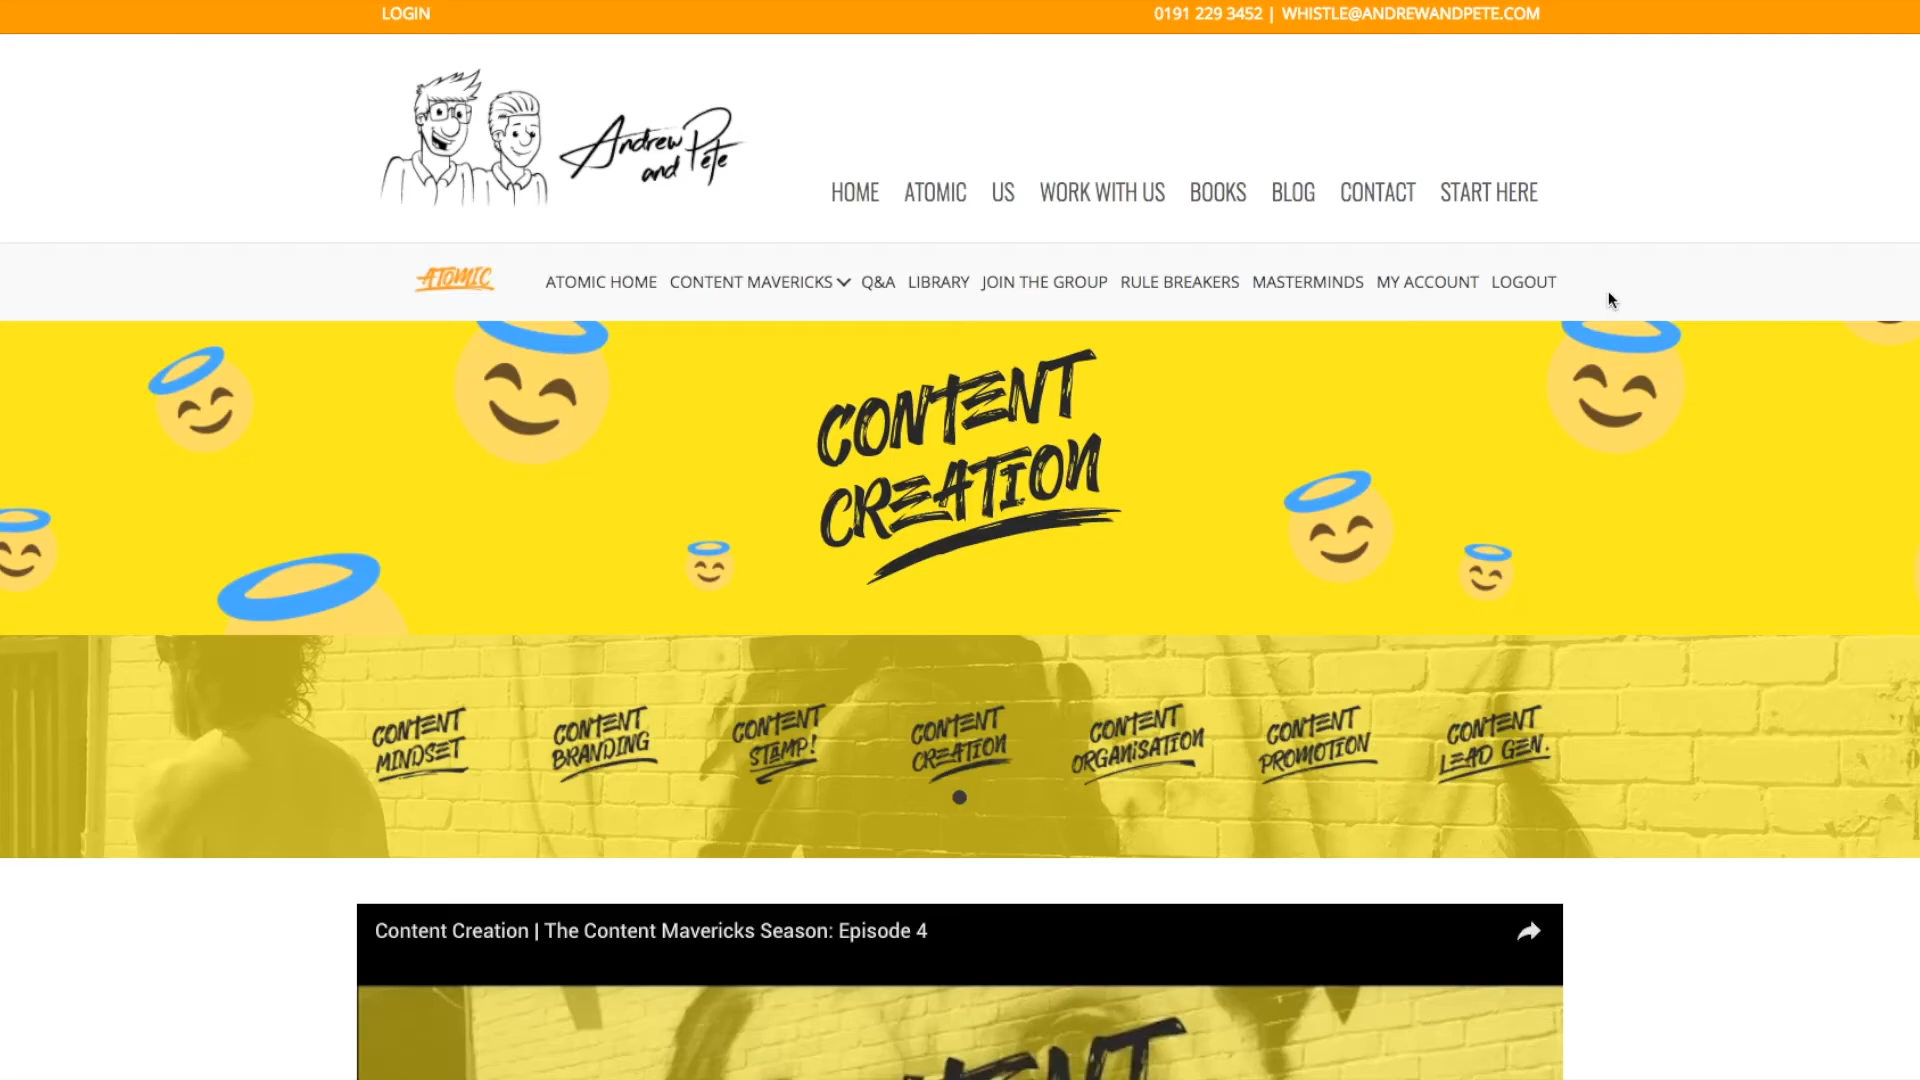 LOGIN
0191 229 3452 | WHISTLE@ANDREWANDPETE.COM
Andrew
and Pete
HOME ATOMIC US WORK WITH US BOOKS BLOG CONTACT START HERE
ATOMIC
ATOMIC HOME CONTENT MAVERICKS Q&A LIBRARY JOIN THE GROUP RULE BREAKERS MASTERMINDS MY ACCOUNT LOGOUT
CONTENT
CREATION
CONTENT
MINDSET
CONTENT
BRANDING
CONTENT
STAMP!
CONTENT
CREATION
CONTENT
ORGANISATION
CONTENT
PROMOTION
CONTENT
LEAD GEN.
Content Creation | The Content Mavericks Season: Episode 4